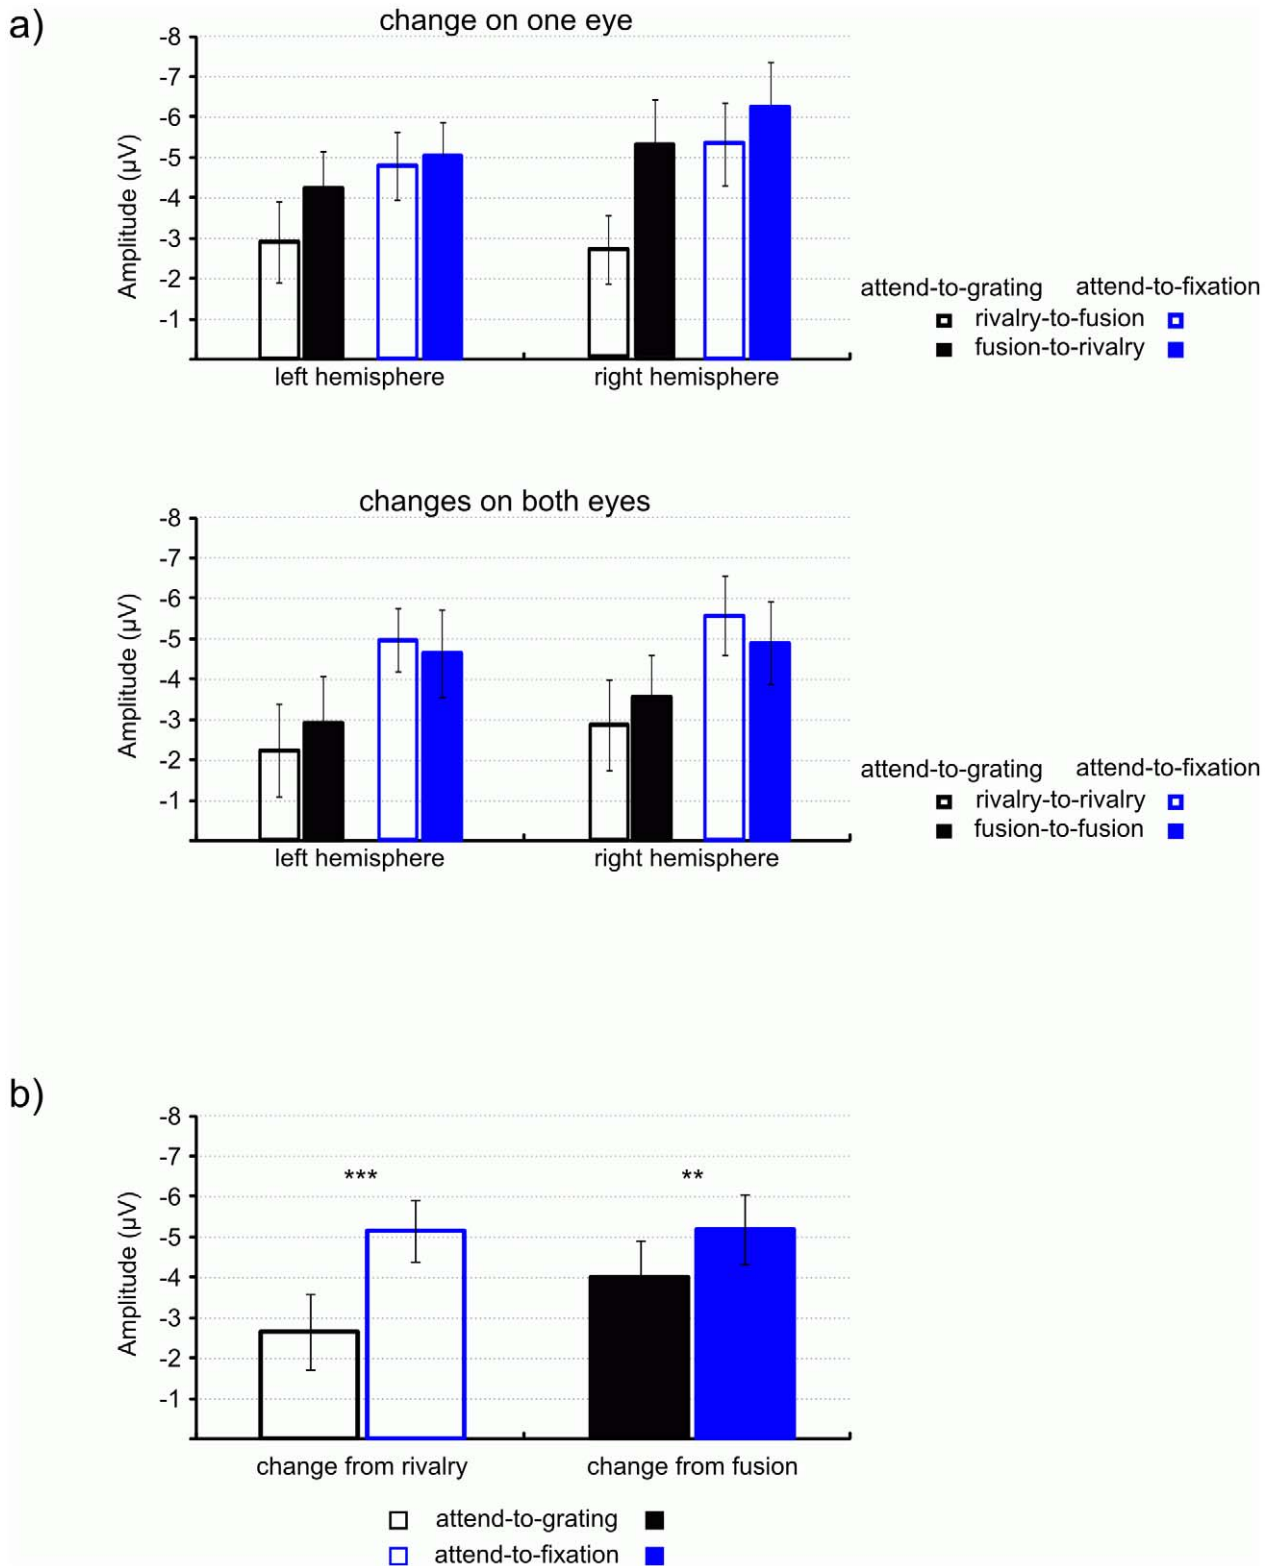 a)
change on one eye
Amplitude (µV)
-8
-7
-6
-5
-4
-3
-2
-1
left hemisphere right hemisphere
attend-to-grating attend-to-fixation
rivalry-to-fusion
fusion-to-rivalry
changes on both eyes
Amplitude (µV)
-8
-7
-6
-5
-4
-3
-2
-1
left hemisphere right hemisphere
attend-to-grating attend-to-fixation
rivalry-to-rivalry
fusion-to-fusion
b)
Amplitude (µV)
-8
-7
-6
-5
-4
-3
-2
-1
*** **
change from rivalry change from fusion
attend-to-grating
attend-to-fixation